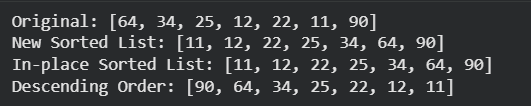 Original: [64, 34, 25, 12, 22, 11, 90]
New Sorted List: [11, 12, 22, 25, 34, 64, 90]
In-place Sorted List: [11, 12, 22, 25, 34, 64, 90]
Descending Order: [90, 64, 34, 25, 22, 12, 11]